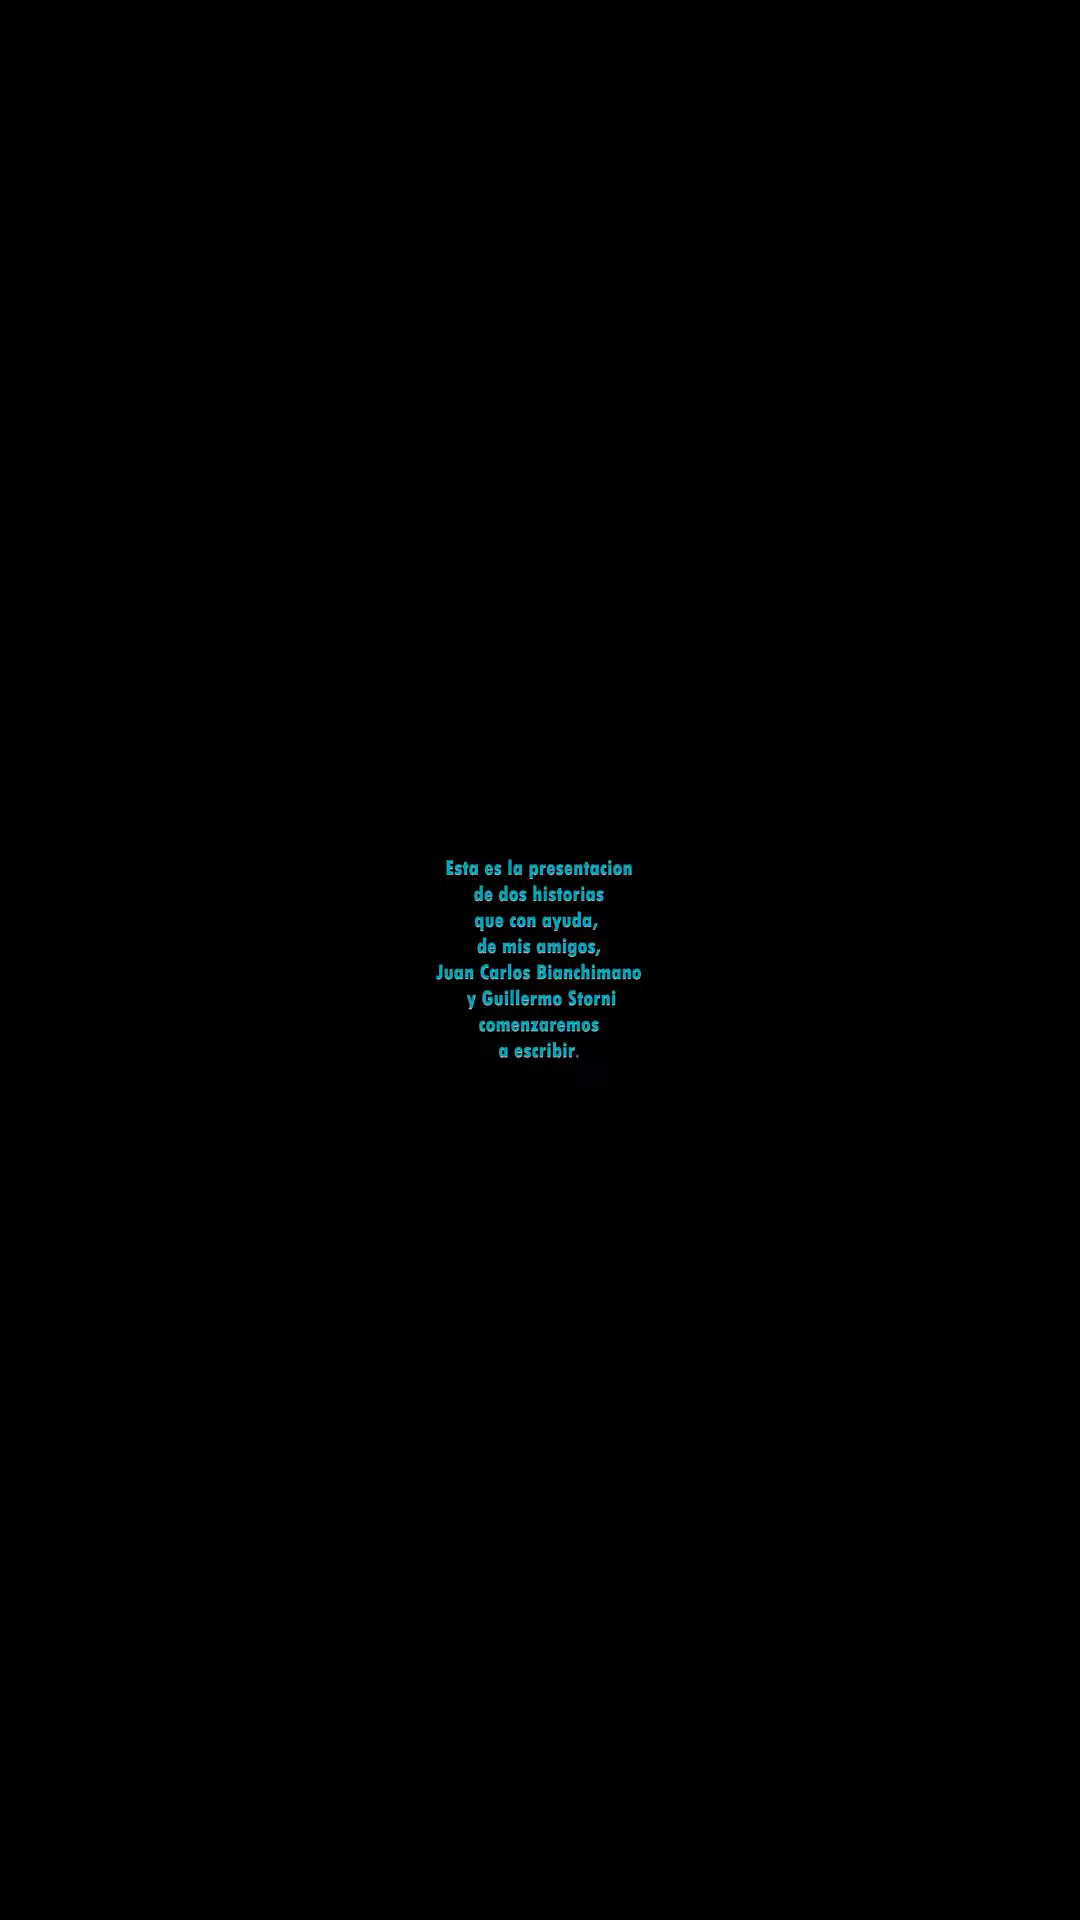 Esta es la presentacion
de dos historias
que con ayuda,
de mis amigos,
Juan Carlos Bianchimano
y Guillermo Storni
comenzaremos
a escribir.